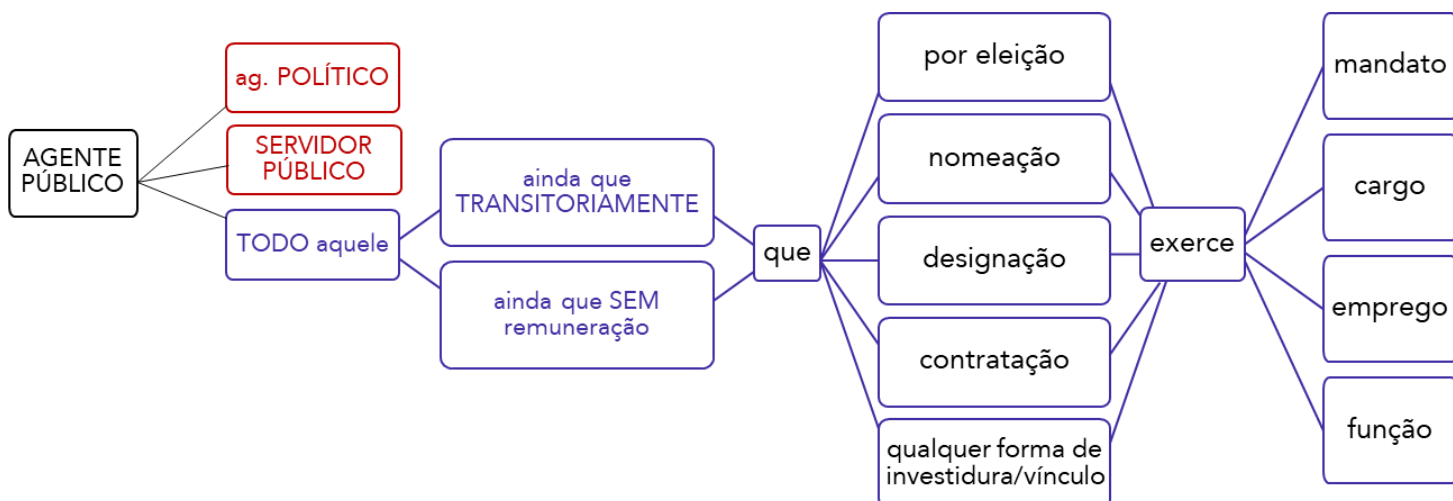 AGENTE
PÚBLICO
ag. POLÍTICO
SERVIDOR
PÚBLICO
TODO aquele
ainda que
TRANSITORIAMENTE
ainda que SEM
remuneração
que
por eleição
nomeação
designação
contratação
qualquer forma de
investidura/vínculo
exerce
mandato
cargo
emprego
função